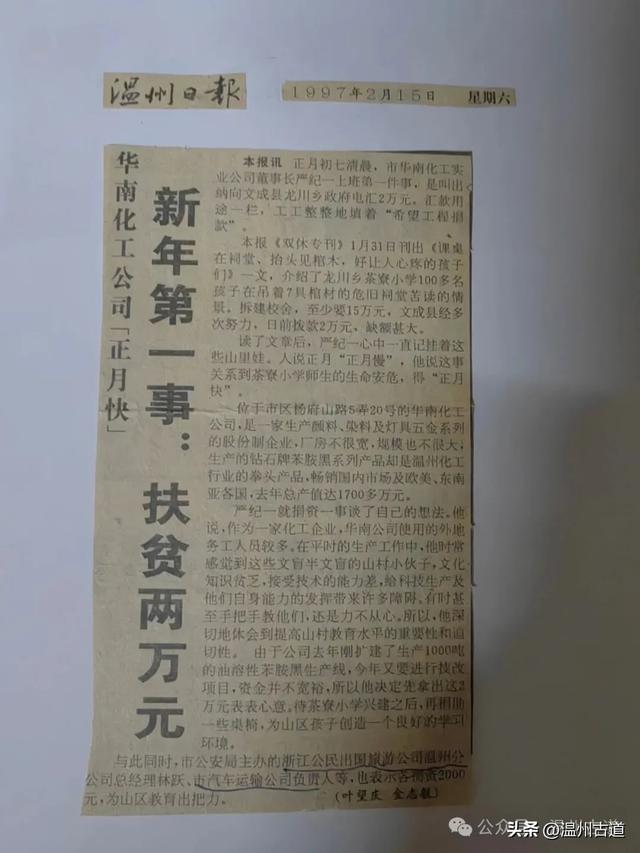 温州日报
1997年2月15日 星期六
华南化工公司「正月快」
新年第一事：扶贫两万元
本报讯 正月初七清晨，市华南化工实
业公司董事长严纪一上班第一件事，是叫出
纳向文成县龙川乡政府电汇2万元。汇款用
途一栏，工工整整地填着“希望工程捐
款”。
本报《双休专刊》1月31日刊出《课桌
在祠堂、抬头见棺木，好让人心疼的孩子
们》一文，介绍了龙川乡茶寮小学100多名
孩子在吊着7具棺材的危旧祠堂苦读的情
景。拆建校舍，至少要15万元，文成县经多
次努力，日前拨款2万元，缺额甚大。
读了文章后，严纪一心中一直记挂着这
些山里娃。人说正月“正月慢”，他说这事
关系到茶寮小学师生的生命安危，得“正月
快”。
位于市区杨府山路5弄20号的华南化工
公司，是一家生产颜料、染料及灯具五金系列
的股份制企业，厂房不很宽，规模也不很大，
生产的钻石牌苯胺黑系列产品却是温州化工
行业的拳头产品，畅销国内市场及欧美、东南
亚各国，去年总产值达1700多万元。
严纪一就捐资一事谈了自己的想法。他
说，作为一家化工企业，华南公司使用的外地
务工人员较多。在平时的生产工作中，他时常
感觉到这些文盲半文盲的山村小伙子，文化
知识贫乏，接受技术的能力差，给科技生产及
他们自身能力的发挥带来许多障碍。有时甚
至手把手教他们，还是力不从心。所以，他深
切地体会到提高山村教育水平的重要性和迫
切性。 由于公司去年刚扩建了生产1000吨
的油溶性苯胺黑生产线，今年又要进行技改
项目，资金并不宽裕，所以他决定先拿出这2
万元表表心意。待茶寮小学兴建之后，再捐助
一些桌椅，为山区孩子创造一个良好的学习
环境。
与此同时，市公安局主办的浙江公民出国旅游公司温州分
公司总经理林跃、市汽车运输公司负责人等，也表示各捐资2000
元，为山区教育出把力。
（叶望庆 金志毅）
公众号·温州古道
头条@温州古道